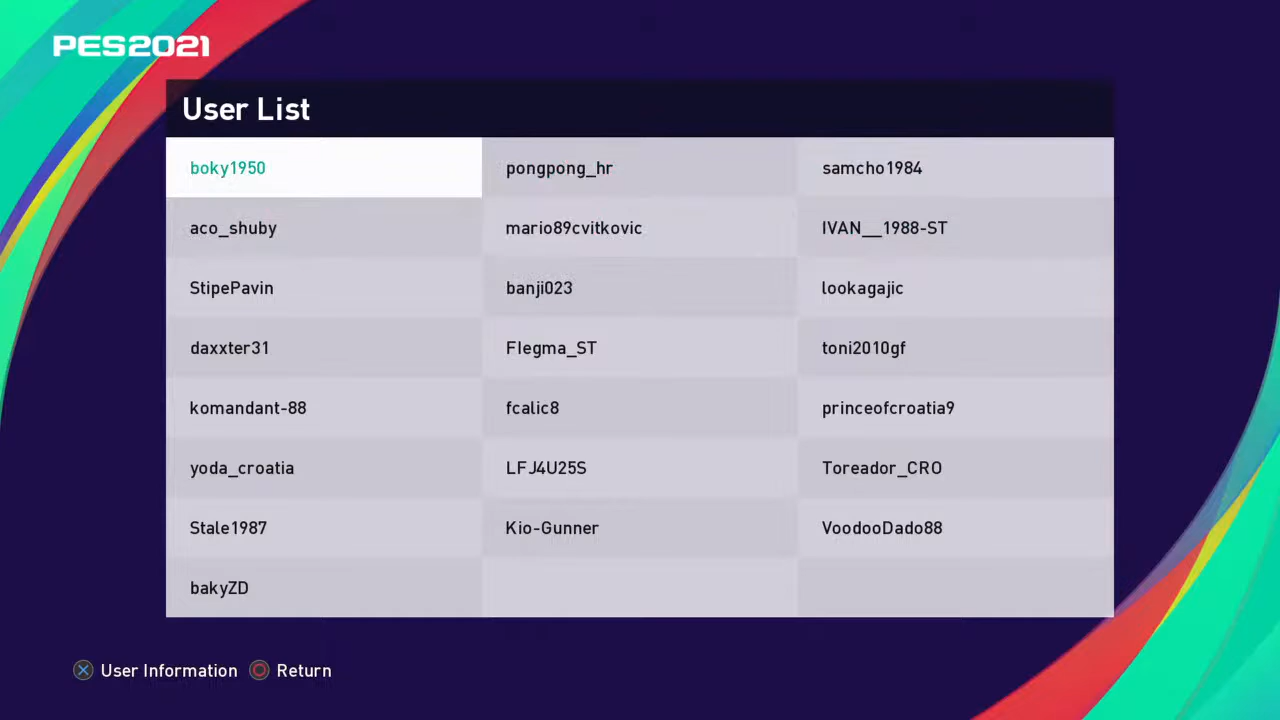 PES2021
User List
boky1950 pongpong_hr samcho1984
aco_shuby mario89cvitkovic IVAN__1988-ST
StipePavin banji023 lookagajic
daxxter31 Flegma_ST toni2010gf
komandant-88 fcalic8 princeofcroatia9
yoda_croatia LFJ4U25S Toreador_CRO
Stale1987 Kio-Gunner VoodooDado88
bakyZD
User Information Return